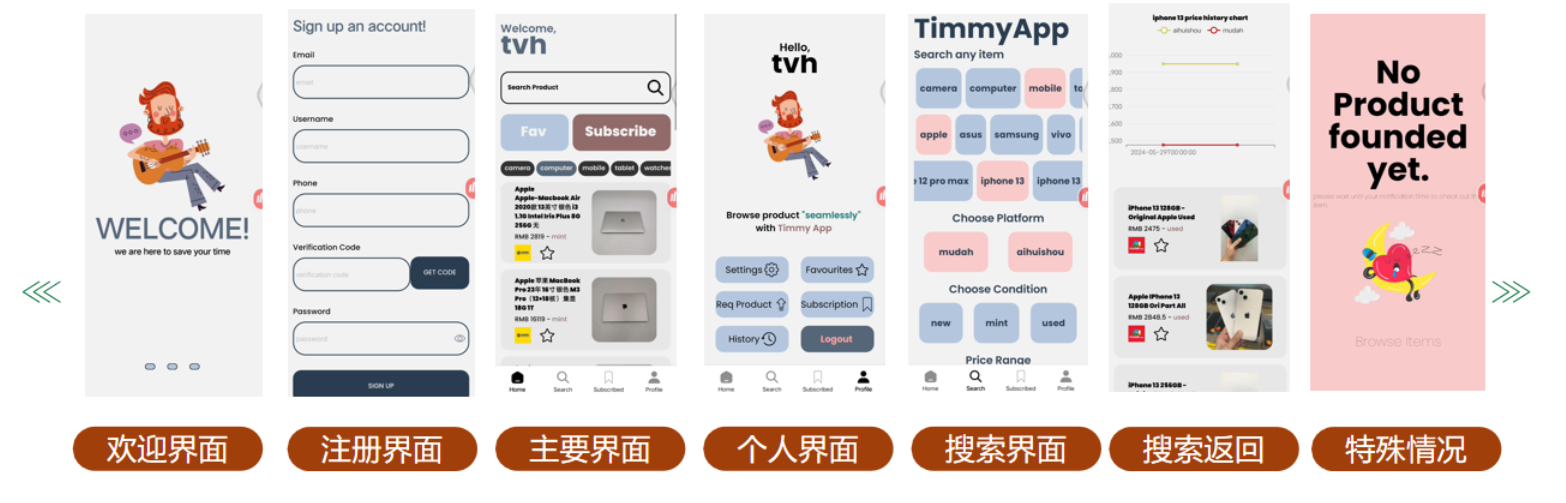 WELCOME!
we are here to save your time
欢迎界面
Sign up an account!
Email
email
Username
username
Phone
phone
Verification Code
verification code
GET CODE
Password
password
SIGN UP
注册界面
Welcome,
tvh
Search Product
Fav
Subscribe
camera
computer
mobile
tablet
watches
Apple
Apple-Macbook Air
2020款 13英寸 银色 i3
1.1G Intel Iris Plus 8G
256G 无
RMB 2819 - mint
Apple 苹果 MacBook
Pro 23年 16寸 银色 M3
Pro（12+18核）集显
18G 1T
RMB 16119 - mint
Home
Search
Subscribed
Profile
主要界面
Hello,
tvh
Browse product "seamlessly"
with Timmy App
Settings
Favourites
Req Product
Subscription
History
Logout
Home
Search
Subscribed
Profile
个人界面
TimmyApp
Search any item
camera
computer
mobile
apple
asus
samsung
vivo
12 pro max
iphone 13
iphone 13
Choose Platform
mudah
aihuishou
Choose Condition
new
mint
used
Price Range
Home
Search
Subscribed
Profile
搜索界面
iphone 13 price history chart
aihuishou
mudah
,000
,900
,800
,700
,600
,500
2024-05-29T00:00:00
iPhone 13 128GB -
Original Apple Used
RMB 2475 - used
Apple iPhone 13
128GB Ori Part All
RMB 2848.5 - used
iPhone 13 256GB -
搜索返回
No
Product
founded
yet.
please wait until your notification time to check out the
item
zzz
Browse Items
特殊情况